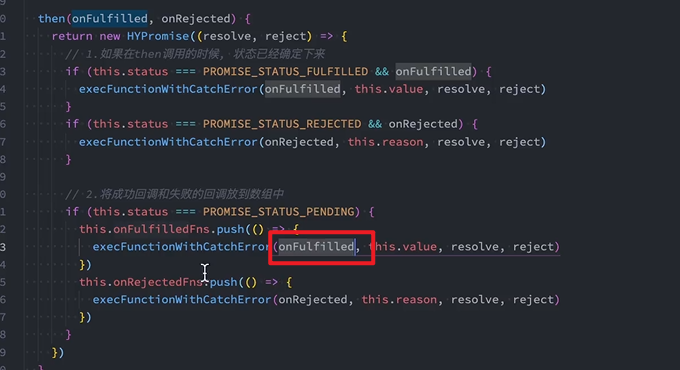 then(onFulfilled, onRejected) {
return new HYPromise((resolve, reject) => {
// 1.如果在then调用的时候, 状态已经确定下来
3 if (this.status === PROMISE_STATUS_FULFILLED && onFulfilled) {
4 execFunctionWithCatchError(onFulfilled, this.value, resolve, reject)
5 }
6 if (this.status === PROMISE_STATUS_REJECTED && onRejected) {
7 execFunctionWithCatchError(onRejected, this.reason, resolve, reject)
8 }
9
0 // 2.将成功回调和失败的回调放到数组中
1 if (this.status === PROMISE_STATUS_PENDING) {
2 this.onFulfilledFns.push(() => {
3 execFunctionWithCatchError(onFulfilled, this.value, resolve, reject)
4 })
5 this.onRejectedFns.push(() => {
6 execFunctionWithCatchError(onRejected, this.reason, resolve, reject)
7 })
8 }
9 })